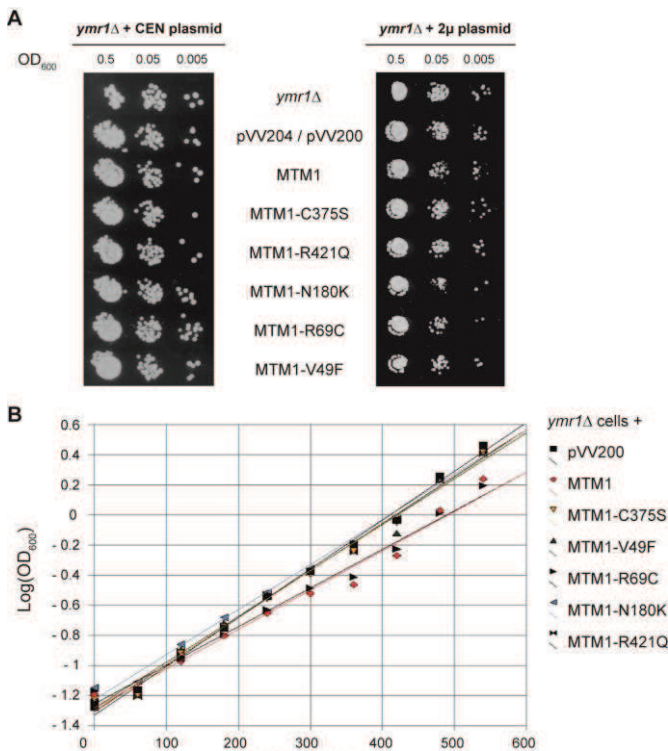 A
ymr1Δ + CEN plasmid
ymr1Δ + 2µ plasmid
OD600
0.5 0.05 0.005
0.5 0.05 0.005
ymr1Δ
pVV204 / pVV200
MTM1
MTM1-C375S
MTM1-R421Q
MTM1-N180K
MTM1-R69C
MTM1-V49F
B
Log(OD600)
0.6
0.4
0.2
0
- 0.2
- 0.4
- 0.6
- 0.8
- 1
- 1.2
- 1.4
0 100 200 300 400 500 600
ymr1Δ cells +
pVV200
MTM1
MTM1-C375S
MTM1-V49F
MTM1-R69C
MTM1-N180K
MTM1-R421Q